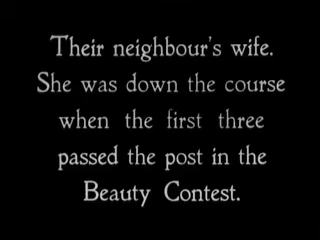 Their neighbour's wife.
She was down the course
when the first three
passed the post in the
Beauty Contest.